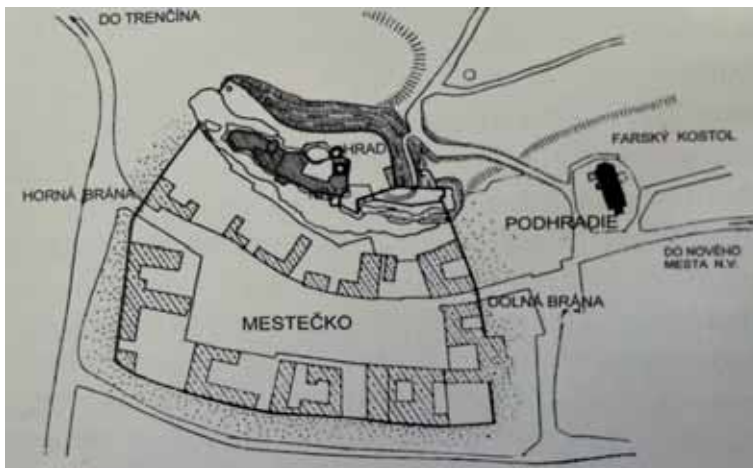 DO TRENČÍNA
HRAD
FARSKÝ KOSTOL
HORNÁ BRÁNA
PODHRADIE
DO NOVÉHO
MESTA N.V.
DOLNÁ BRÁNA
MESTEČKO